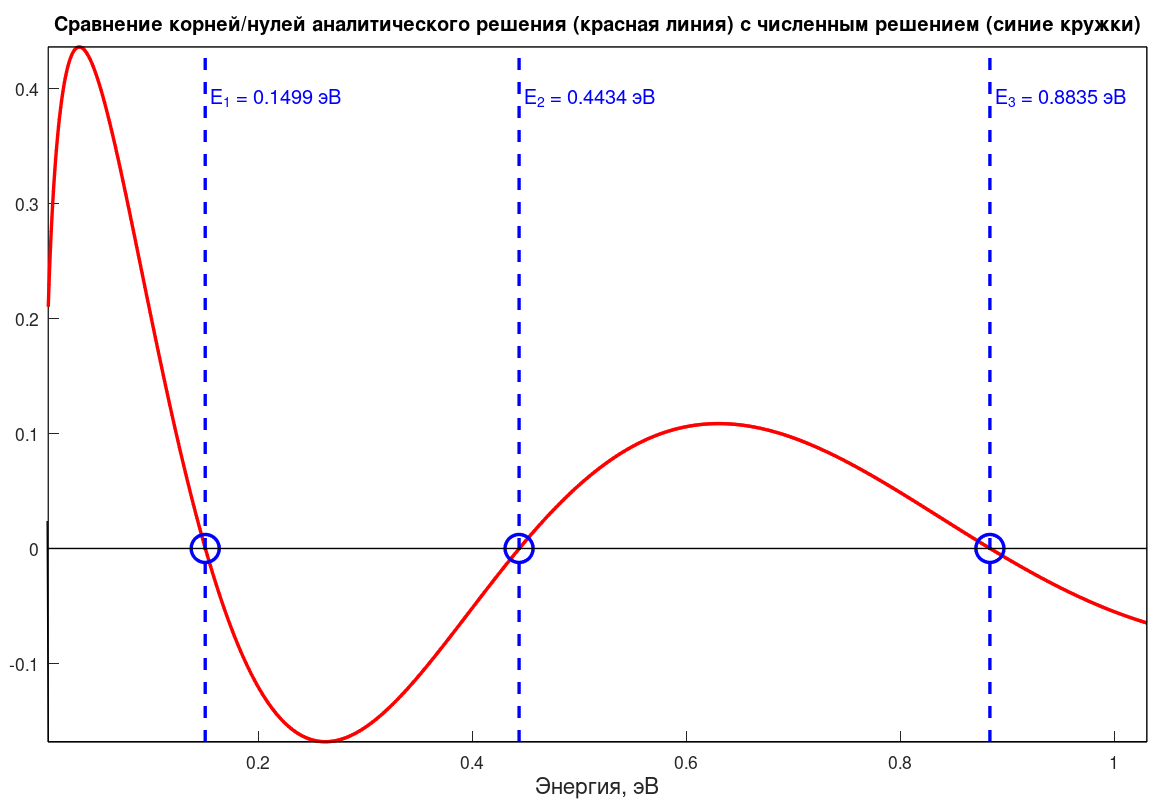 Сравнение корней/нулей аналитического решения (красная линия) с численным решением (синие кружки)
0.4
0.3
0.2
0.1
0
-0.1
E₁ = 0.1499 эВ
E₂ = 0.4434 эВ
E₃ = 0.8835 эВ
0.2 0.4 0.6 0.8 1
Энергия, эВ